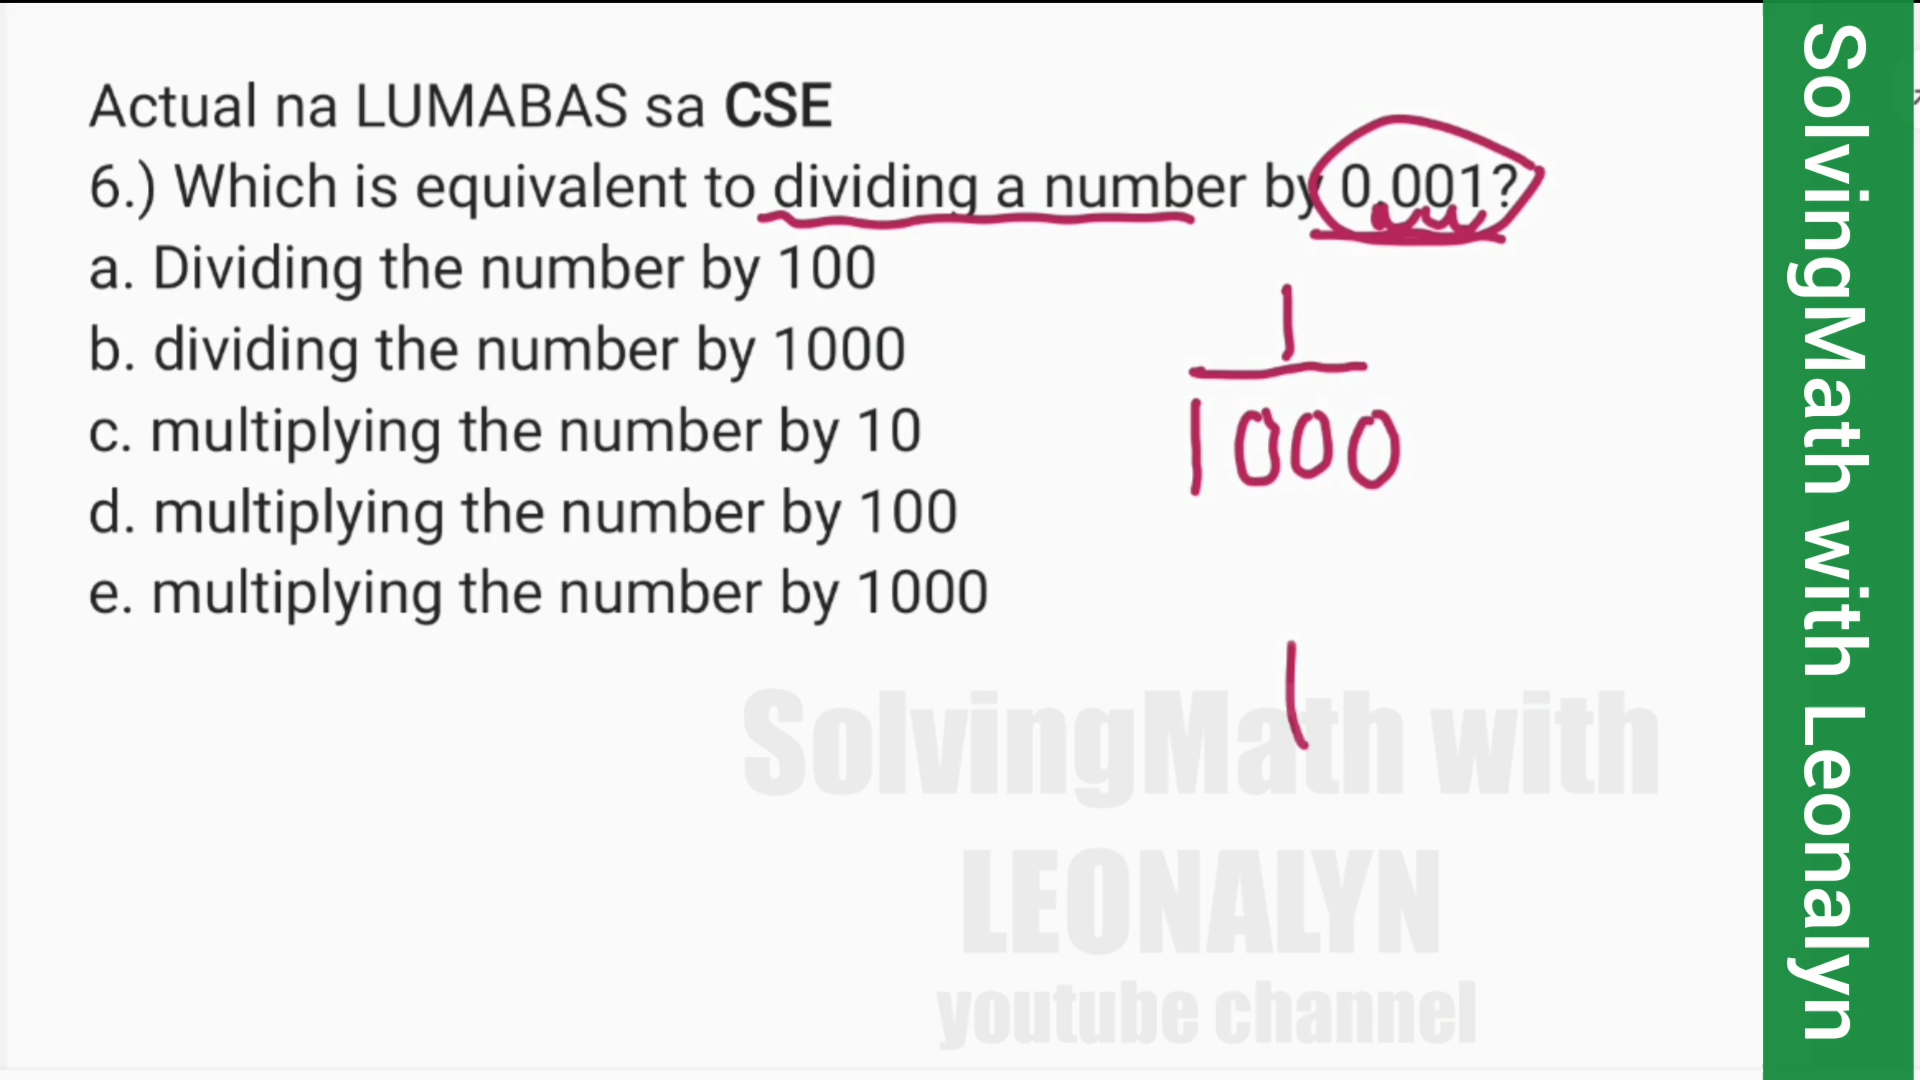 Actual na LUMABAS sa CSE
6.) Which is equivalent to dividing a number by 0.001?
a. Dividing the number by 100
b. dividing the number by 1000
c. multiplying the number by 10
d. multiplying the number by 100
e. multiplying the number by 1000
1
1000
1
SolvingMath with
LEONALYN
youtube channel
SolvingMath with Leonalyn